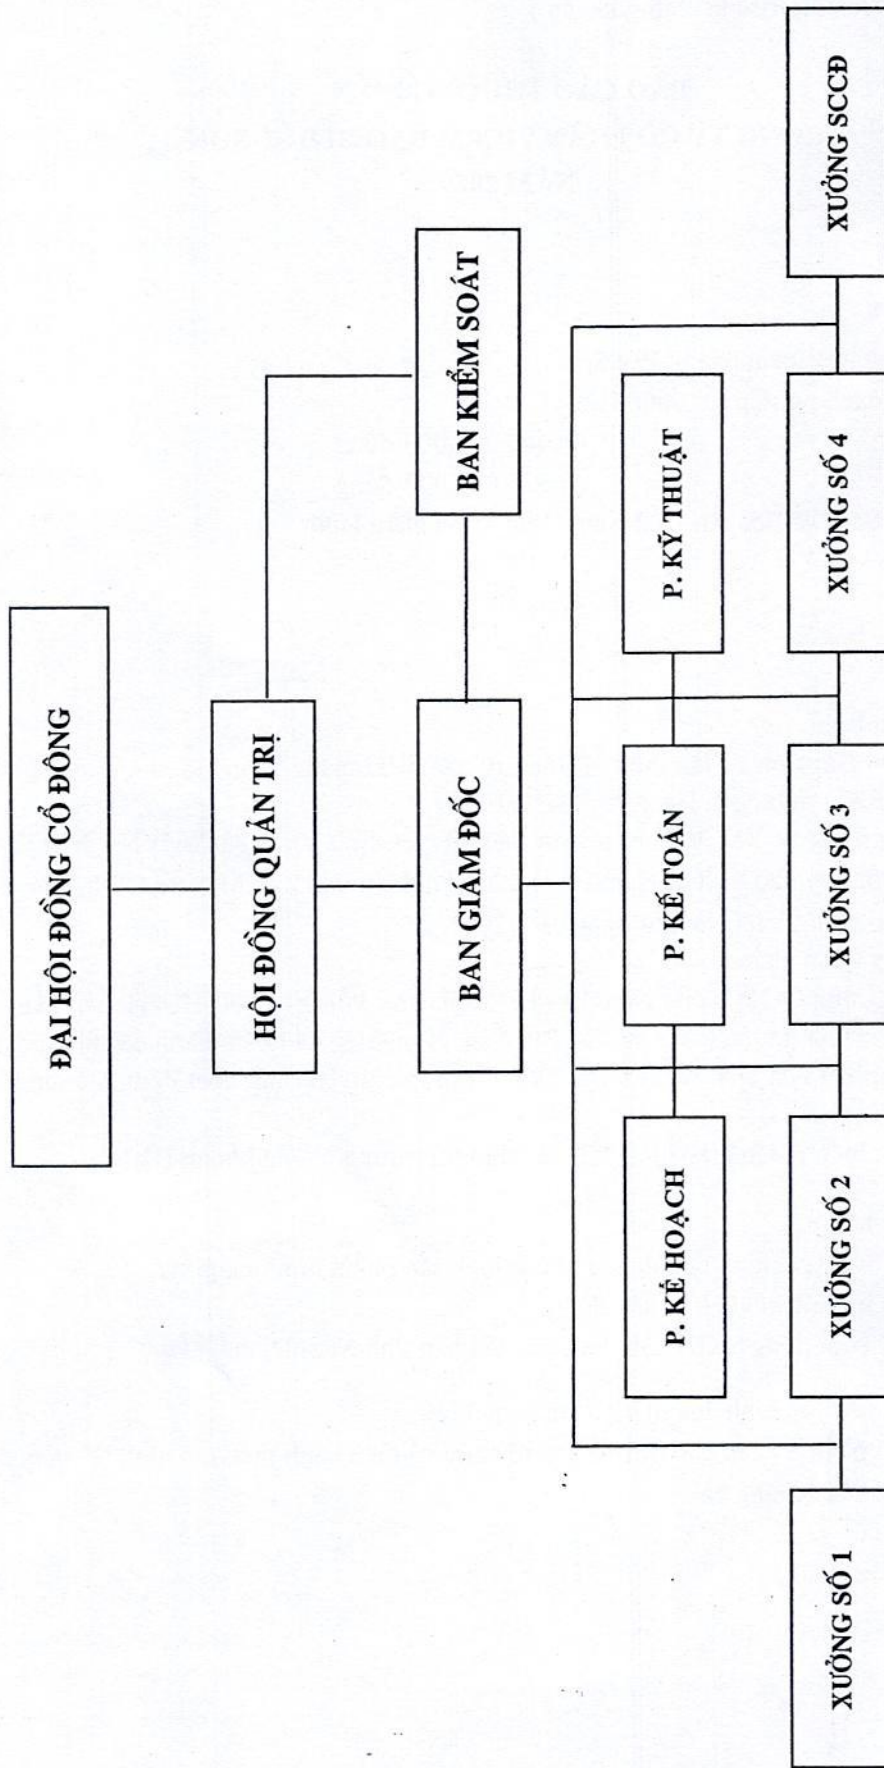 ĐẠI HỘI ĐỒNG CỔ ĐÔNG
HỘI ĐỒNG QUẢN TRỊ
BAN GIÁM ĐỐC
BAN KIỂM SOÁT
P. KẾ HOẠCH
P. KẾ TOÁN
P. KỸ THUẬT
XƯỞNG SỐ 1
XƯỞNG SỐ 2
XƯỞNG SỐ 3
XƯỞNG SỐ 4
XƯỞNG SCCĐ